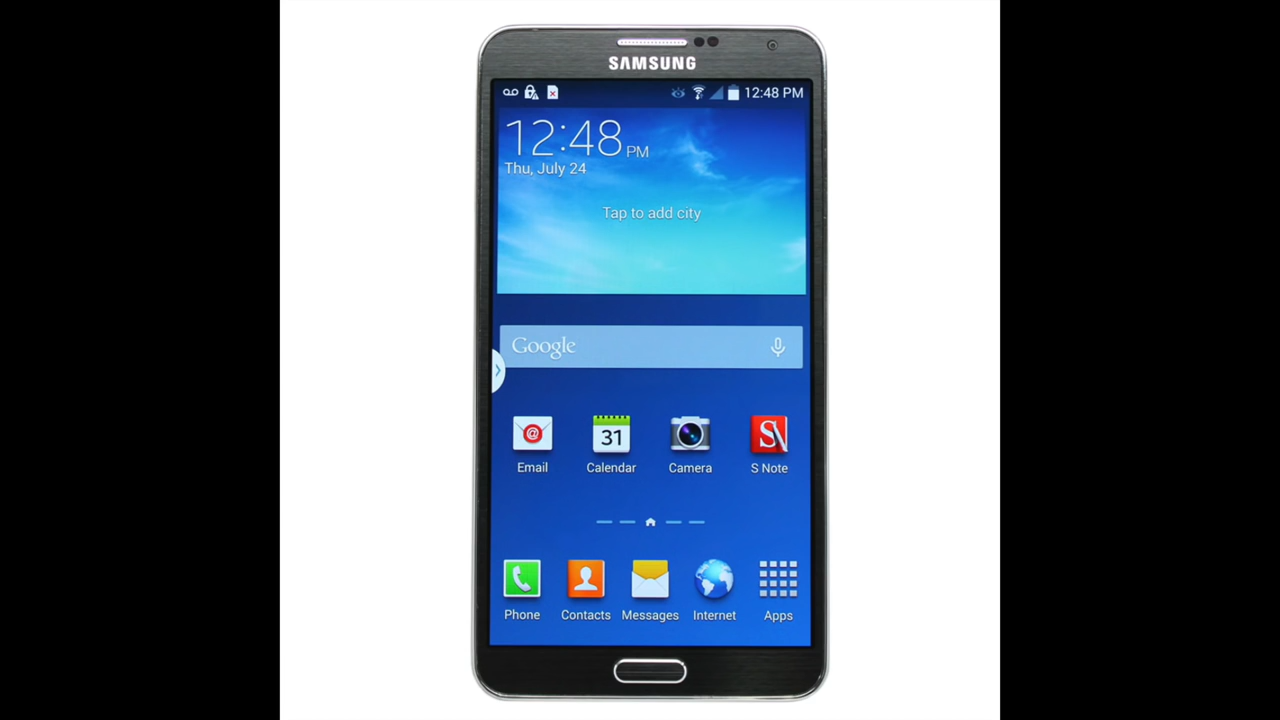 SAMSUNG
12:48 PM
12:48 PM
Thu, July 24
Tap to add city
Google
31
Email Calendar Camera S Note
Phone Contacts Messages Internet Apps